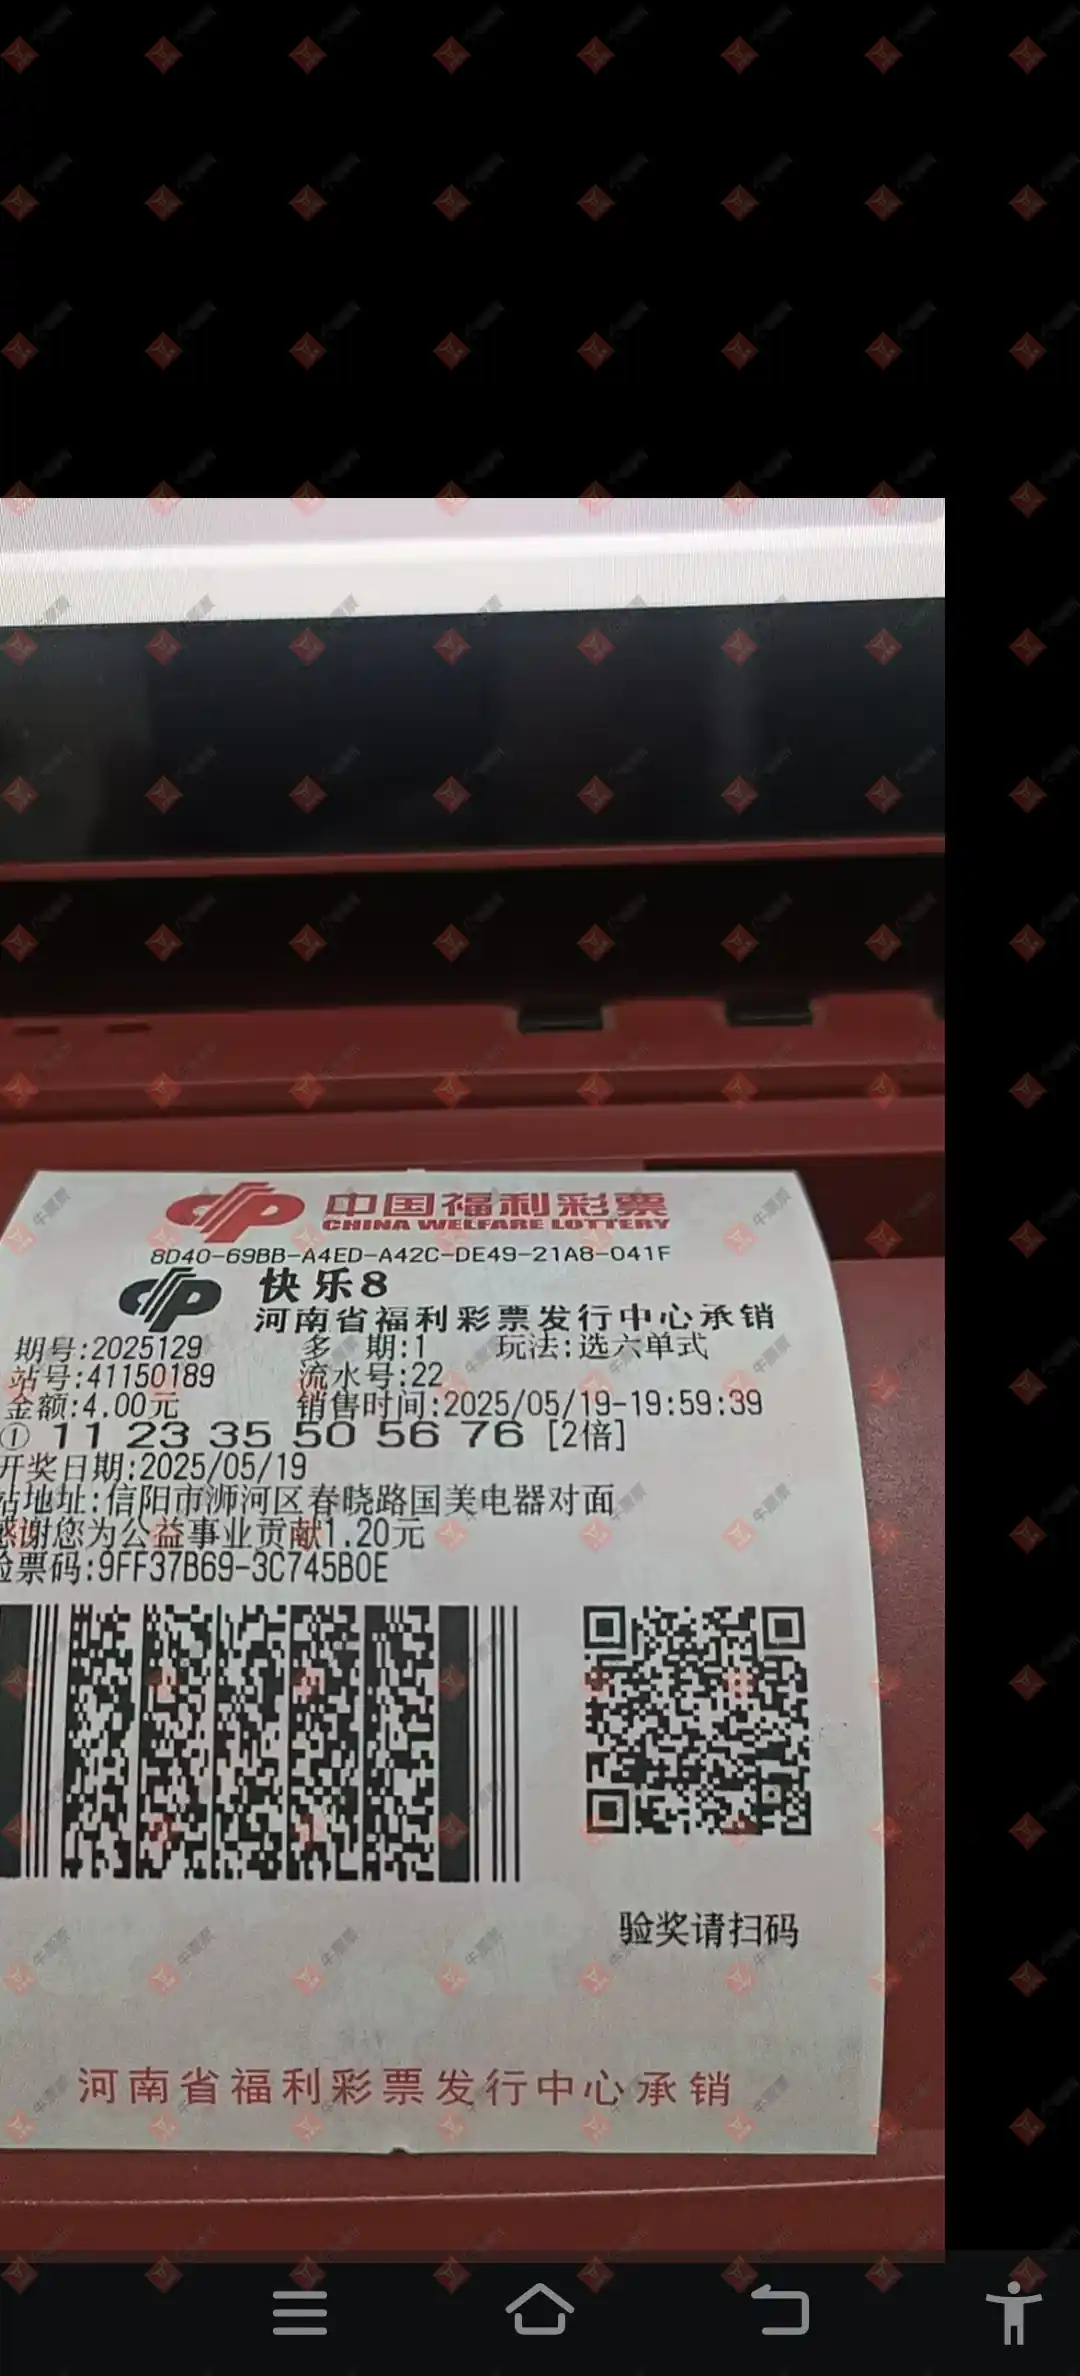 中国福利彩票
CHINA WELFARE LOTTERY
8D40-69BB-A4ED-A42C-DE49-21A8-041F
快乐8
河南省福利彩票发行中心承销
期号:2025129 多 期:1 玩法:选六单式
站号:41150189 流水号:22
金额:4.00元 销售时间:2025/05/19-19:59:39
① 11 23 35 50 56 76 [2倍]
开奖日期:2025/05/19
站地址:信阳市浉河区春晓路国美电器对面
感谢您为公益事业贡献1.20元
验票码:9FF37B69-3C745B0E
验奖请扫码
河南省福利彩票发行中心承销